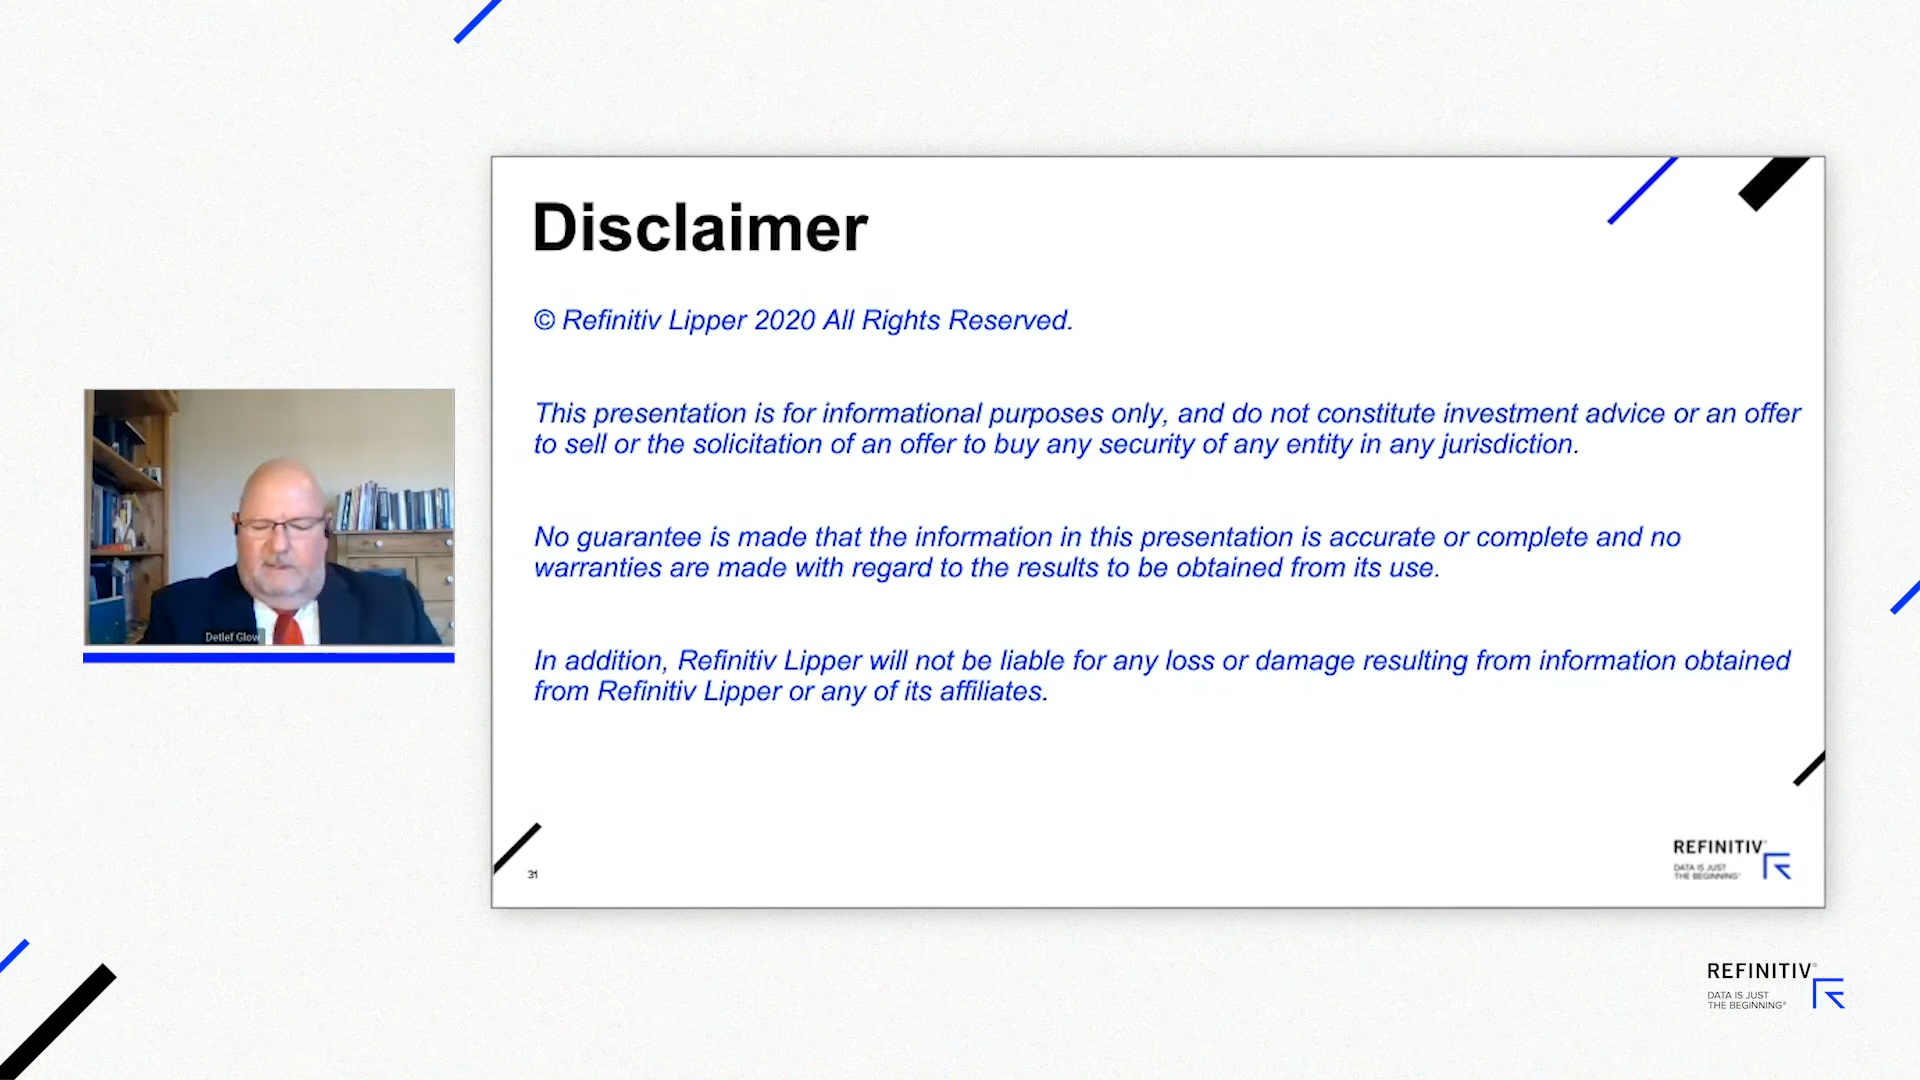 Disclaimer
© Refinitiv Lipper 2020 All Rights Reserved.
This presentation is for informational purposes only, and do not constitute investment advice or an offer
to sell or the solicitation of an offer to buy any security of any entity in any jurisdiction.
No guarantee is made that the information in this presentation is accurate or complete and no
warranties are made with regard to the results to be obtained from its use.
In addition, Refinitiv Lipper will not be liable for any loss or damage resulting from information obtained
from Refinitiv Lipper or any of its affiliates.
Detlef Glow
31
REFINITIV
DATA IS JUST
THE BEGINNING®
REFINITIV®
DATA IS JUST
THE BEGINNING®